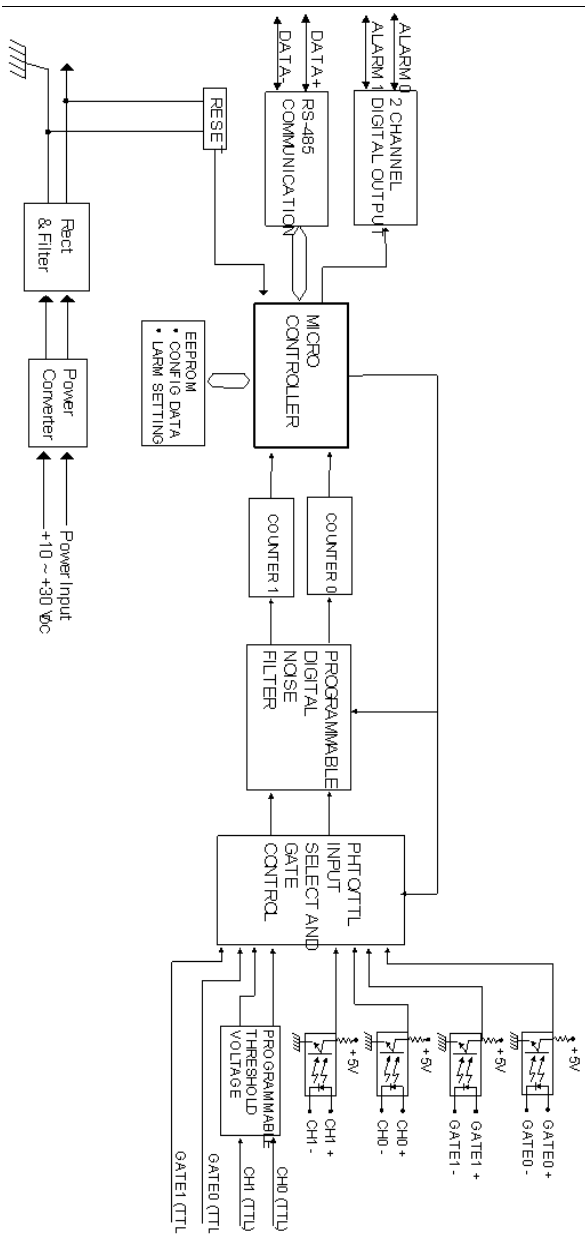 ALARM 0
ALARM 1
2 CHANNEL
DIGITAL OUTPUT
DATA+
DATA-
RS-485
COMMUNICATION
RESET
MICRO
CONTROLLER
EEPROM
• CONFIG DATA
• LARM SETTING
Rect
& Filter
Power
Converter
Power Input
+10 ~ +30 Vdc
COUNTER 0
COUNTER 1
PROGRAMMABLE
DIGITAL
NOISE
FILTER
PHTO/TTL
INPUT
SELECT AND
GATE
CONTROL
+5V
GATE0 +
GATE0 -
+5V
GATE1 +
GATE1 -
+5V
CH0 +
CH0 -
+5V
CH1 +
CH1 -
PROGRAMMABLE
THRESHOLD
VOLTAGE
CH0 (TTL)
CH1 (TTL)
GATE0 (TTL
GATE1 (TTL